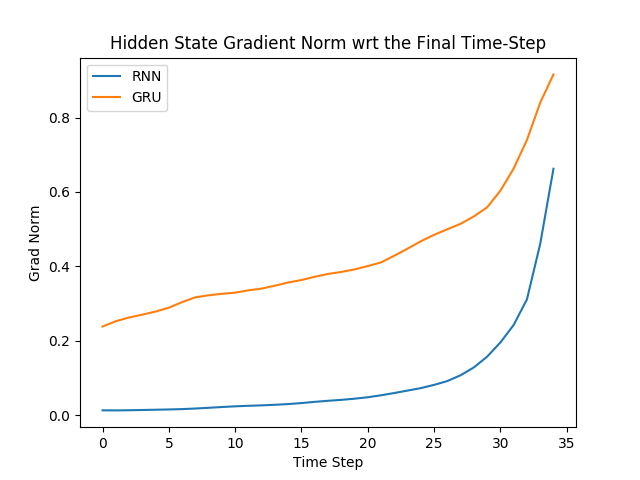 Hidden State Gradient Norm wrt the Final Time-Step
RNN
GRU
Grad Norm
0.8
0.6
0.4
0.2
0.0
0 5 10 15 20 25 30 35
Time Step